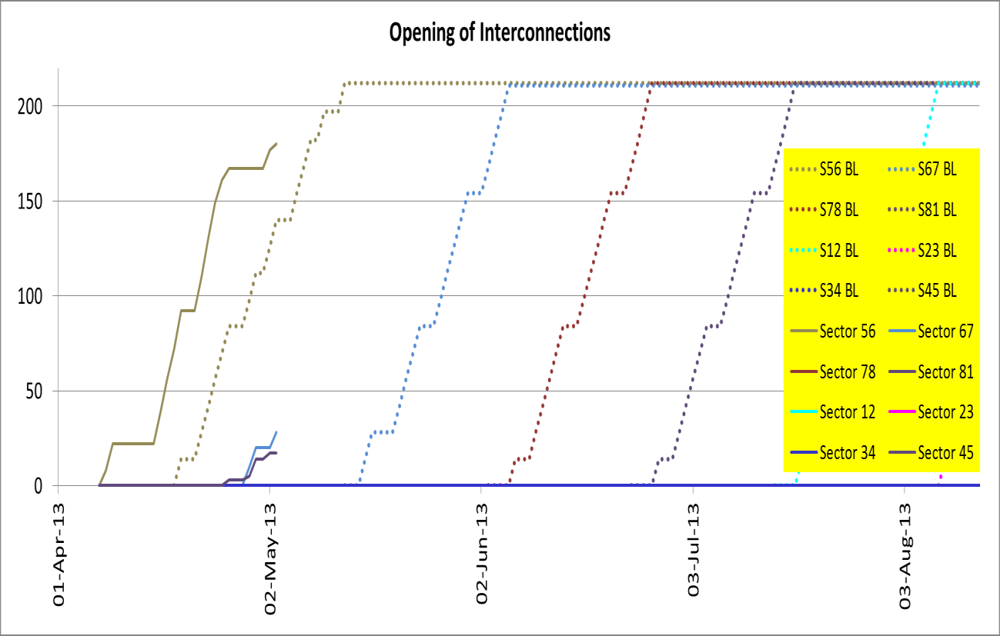 Opening of Interconnections
200
150
100
50
0
01-Apr-13
02-May-13
02-Jun-13
03-Jul-13
03-Aug-13
S56 BL S67 BL
S78 BL S81 BL
S12 BL S23 BL
S34 BL S45 BL
Sector 56 Sector 67
Sector 78 Sector 81
Sector 12 Sector 23
Sector 34 Sector 45